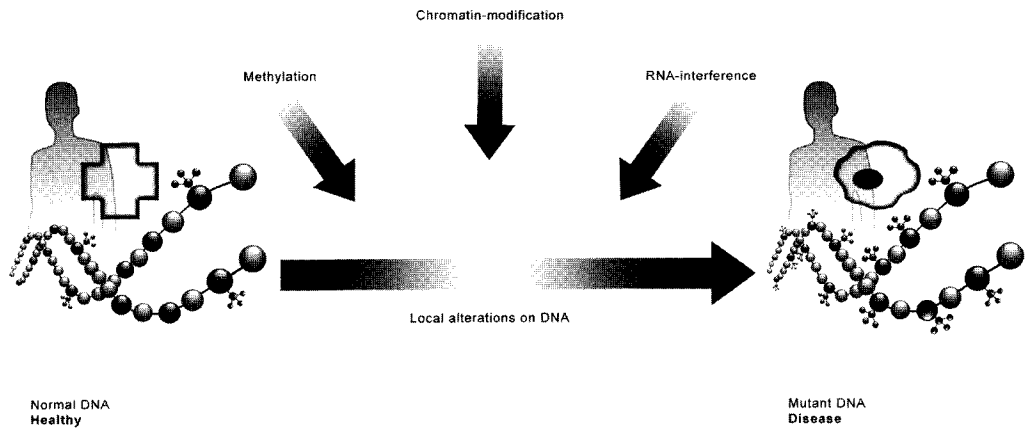 Chromatin-modification
Methylation
RNA-interference
Local alterations on DNA
Normal DNA
Healthy
Mutant DNA
Disease